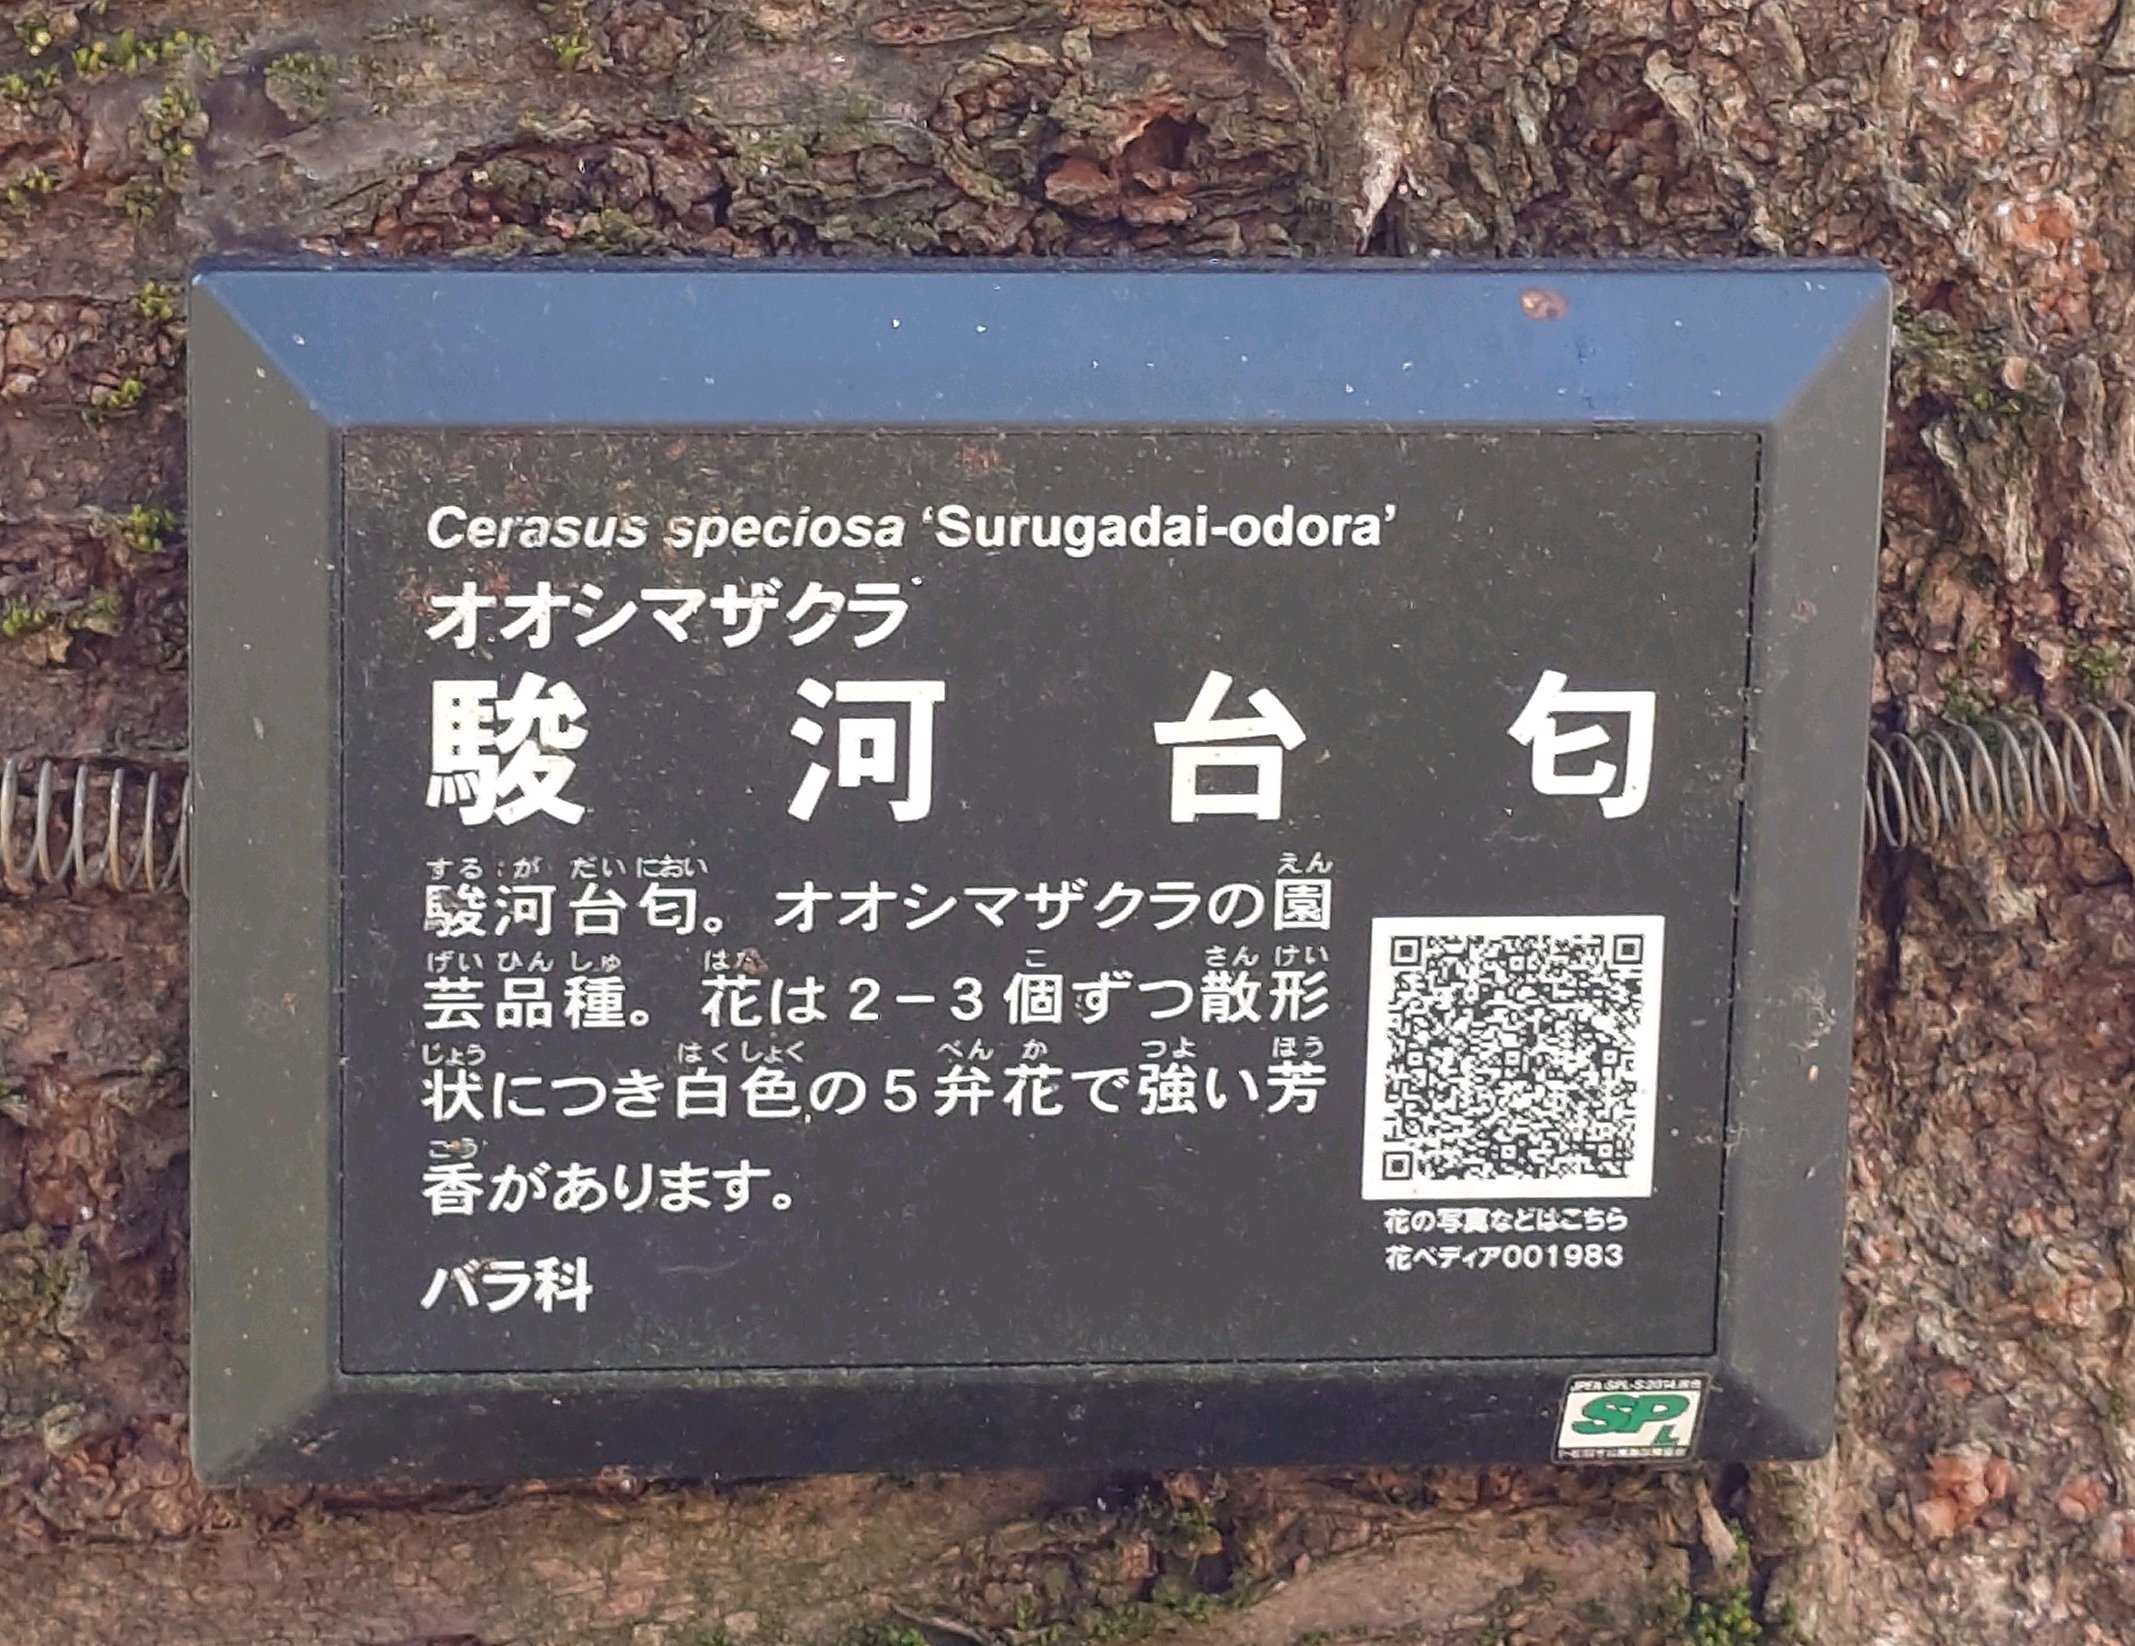 Cerasus speciosa ‘Surugadai-odora’
オオシマザクラ
駿河台匂
するがだいにおい えん
駿河台匂。オオシマザクラの園
げいひんしゅ はな こ さんけい
芸品種。花は2−3個ずつ散形
じょう はくしょく べんか つよ ほう
状につき白色の5弁花で強い芳
こう
香があります。
バラ科
花の写真などはこちら
花ペディア001983
SPL